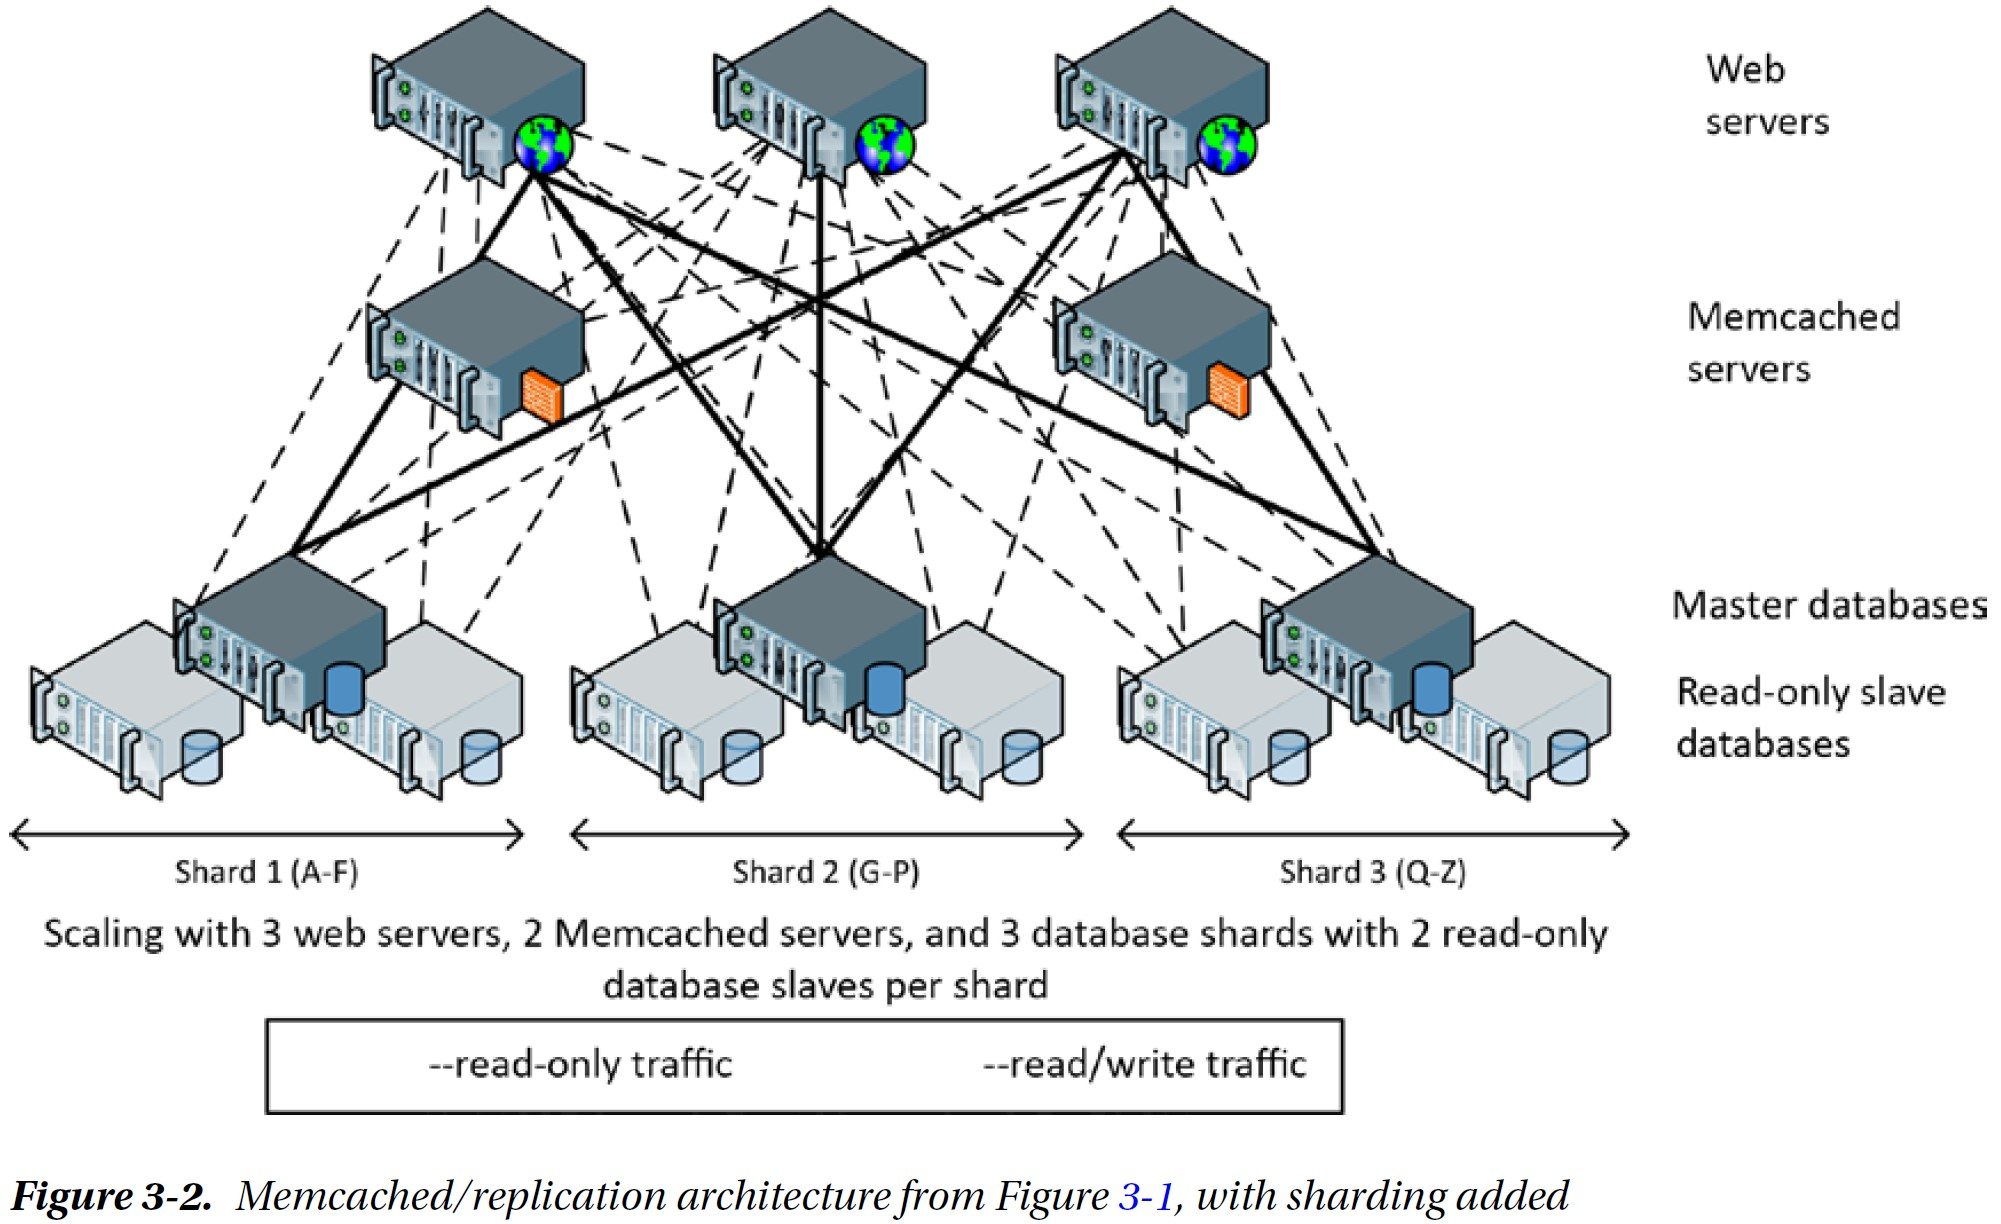 Web
servers
Memcached
servers
Master databases
Read-only slave
databases
Shard 1 (A-F)
Shard 2 (G-P)
Shard 3 (Q-Z)
Scaling with 3 web servers, 2 Memcached servers, and 3 database shards with 2 read-only
database slaves per shard
--read-only traffic
--read/write traffic
Figure 3-2. Memcached/replication architecture from Figure 3-1, with sharding added